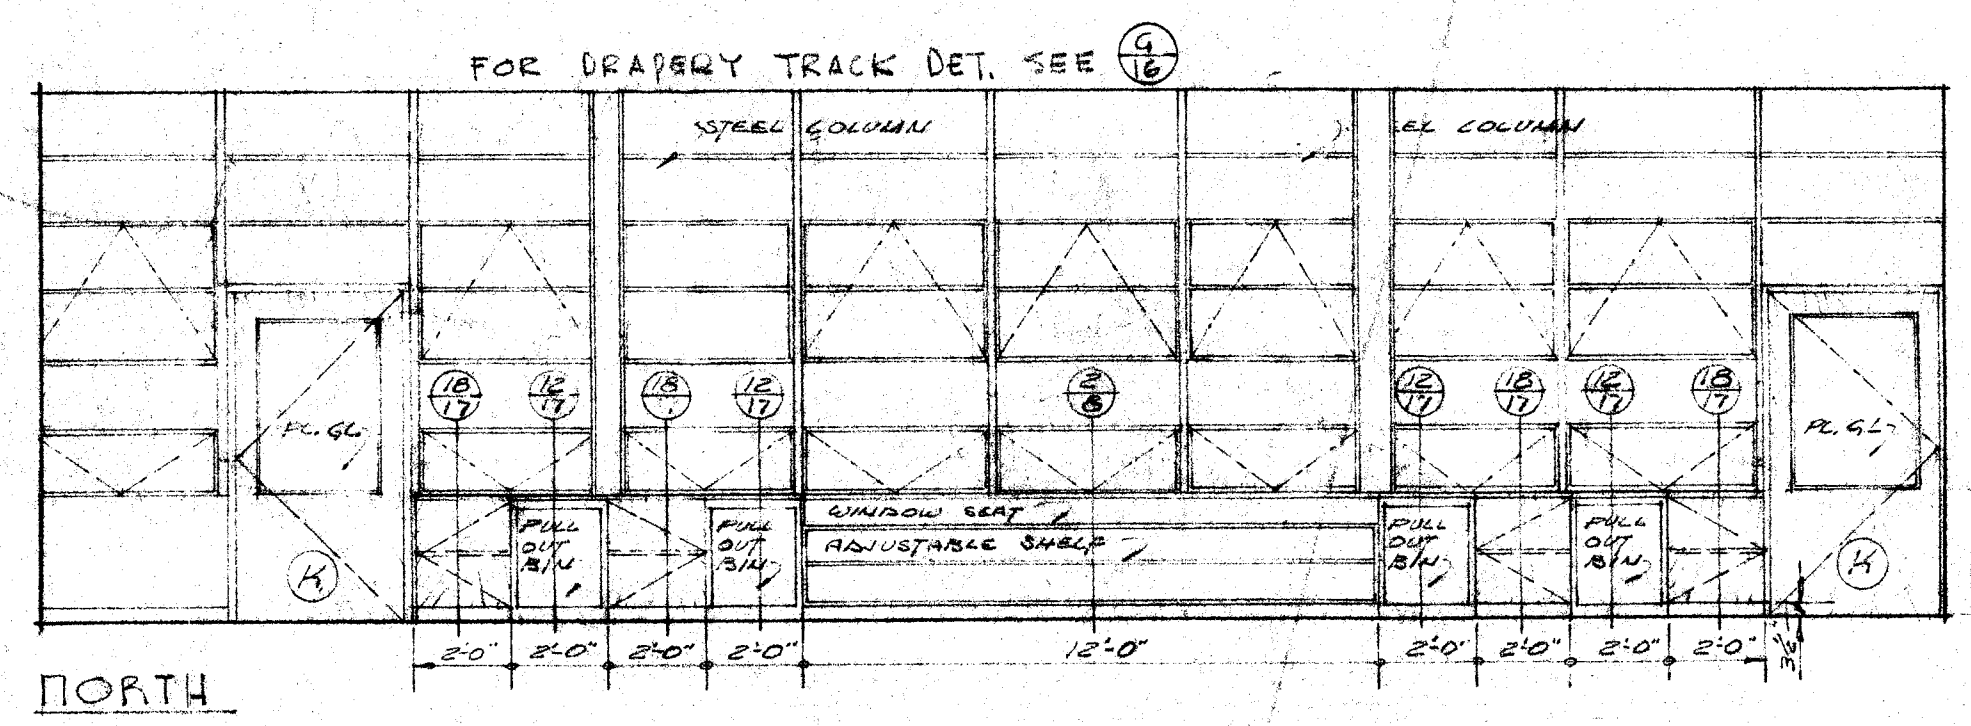 FOR DRAPERY TRACK DET. SEE G/16
STEEL COLUMN
EL COLUMN
18/17 12/17 18 12/17 12/17 18/17 12/17 18/17
PL. GL.
PL. GL
WINDOW SEAT
ADJUSTABLE SHELF
PULL OUT BIN
PULL OUT BIN
PULL OUT BIN
PULL OUT BIN
K
K
2'-0" 2'-0" 2'-0" 2'-0" 12'-0" 2'-0" 2'-0" 2'-0" 2'-0"
NORTH